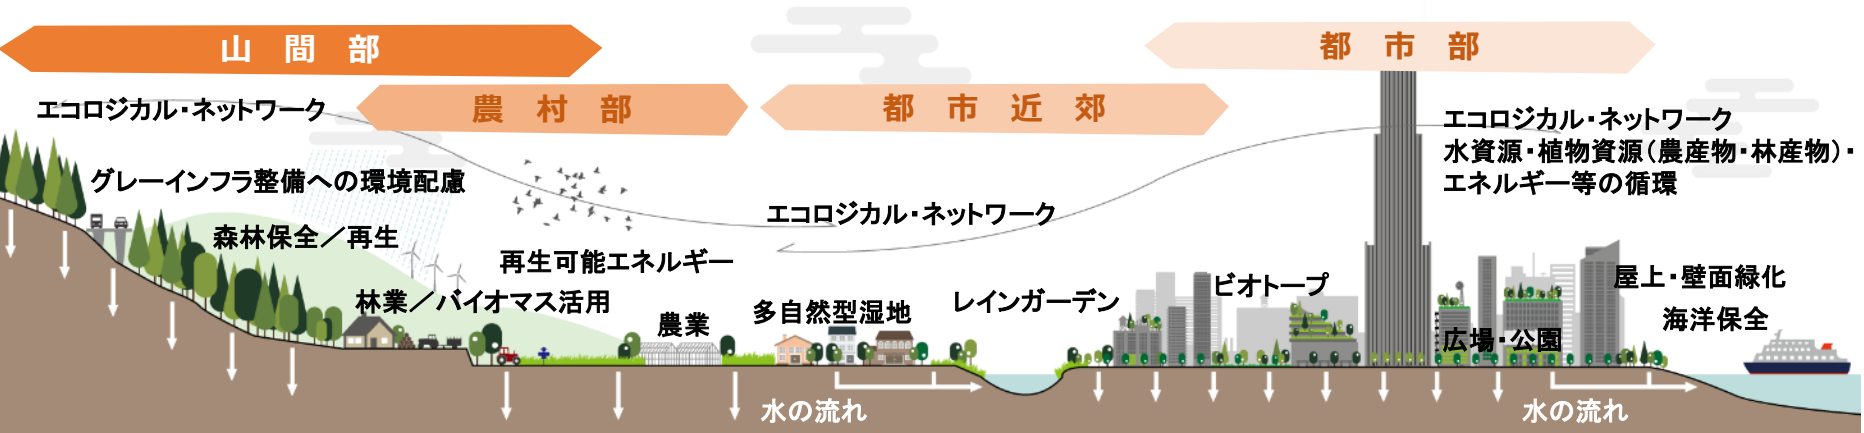 山間部
都市部
農村部
都市近郊
エコロジカル・ネットワーク
エコロジカル・ネットワーク
水資源・植物資源（農産物・林産物）・
エネルギー等の循環
グレーインフラ整備への環境配慮
エコロジカル・ネットワーク
森林保全／再生
再生可能エネルギー
屋上・壁面緑化
ビオトープ
林業／バイオマス活用
レインガーデン
多自然型湿地
農業
海洋保全
広場・公園
水の流れ
水の流れ